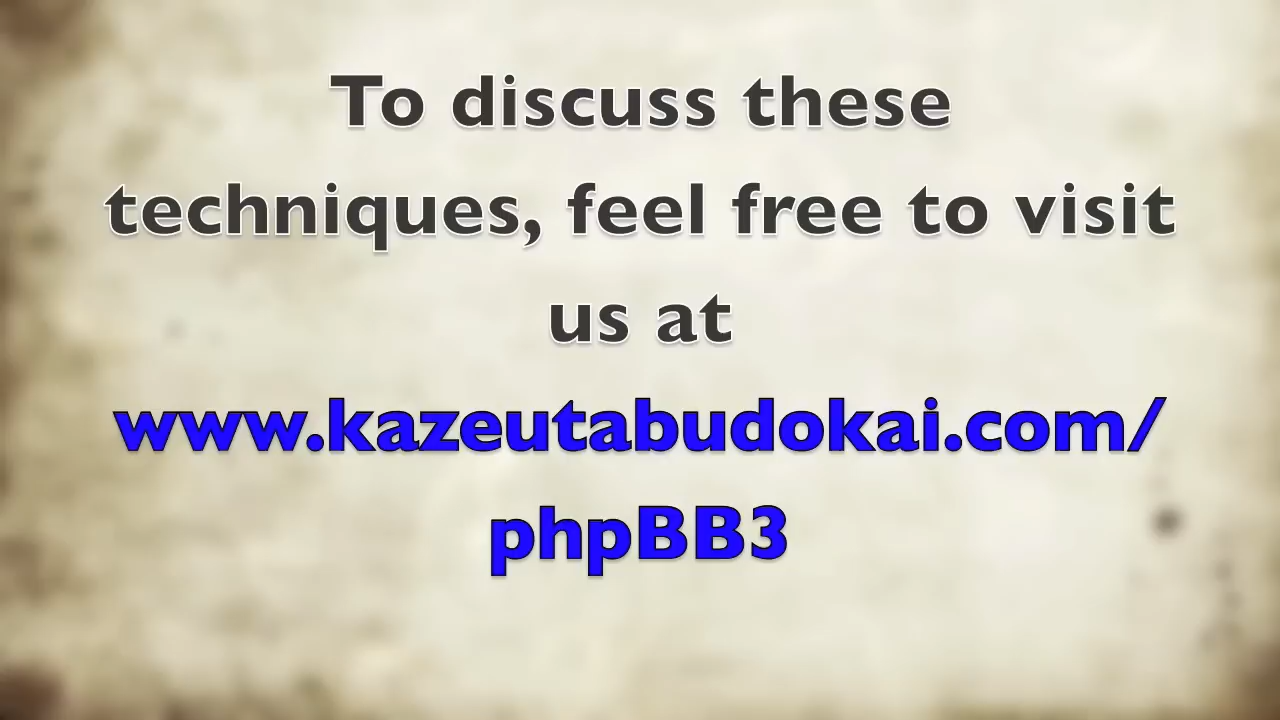 To discuss these
techniques, feel free to visit
us at
www.kazeutabudokai.com/
phpBB3